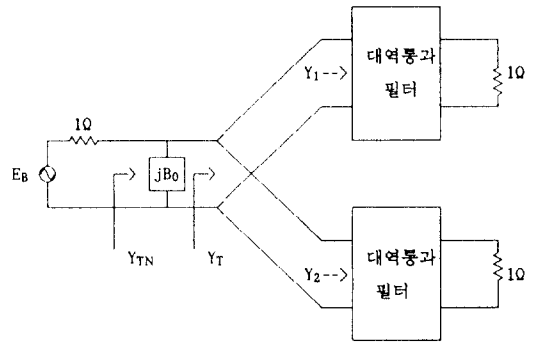 대역통과
필터
Y₁-->
1Ω
1Ω
E_B
jB₀
Y_TN
Y_T
대역통과
필터
Y₂-->
1Ω